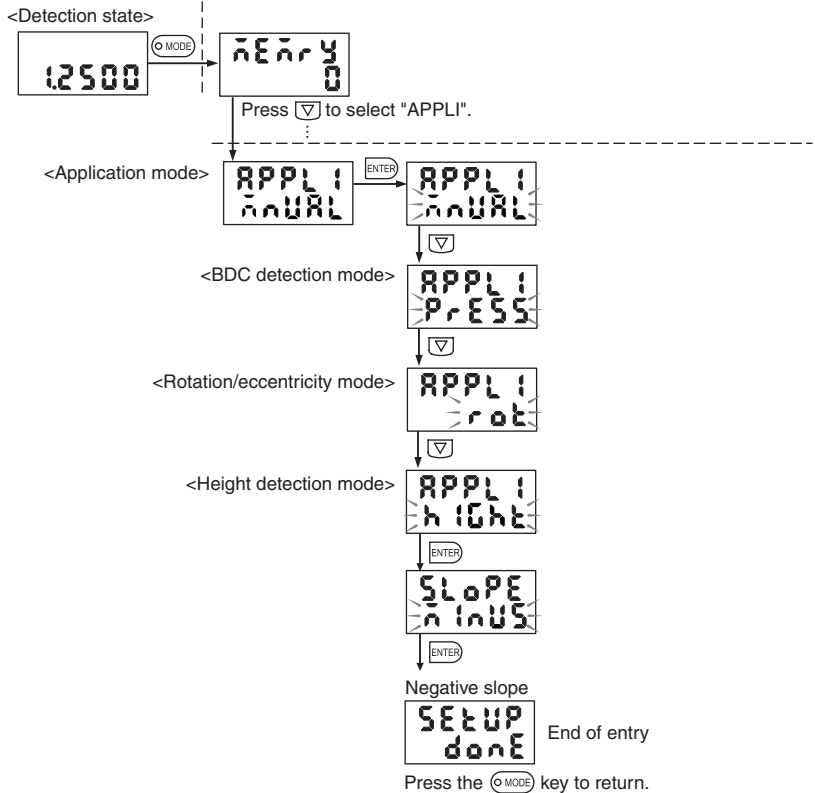 <Detection state>
1.2500
MODE
mEmry
0
Press to select "APPLI".
<Application mode>
APPLI
mnUAL
ENTER
APPLI
mnUAL
<BDC detection mode>
APPLI
PrESS
<Rotation/eccentricity mode>
APPLI
rot
<Height detection mode>
APPLI
hIGht
ENTER
SLoPE
mInUS
ENTER
Negative slope
SEtUP
donE
End of entry
Press the MODE key to return.